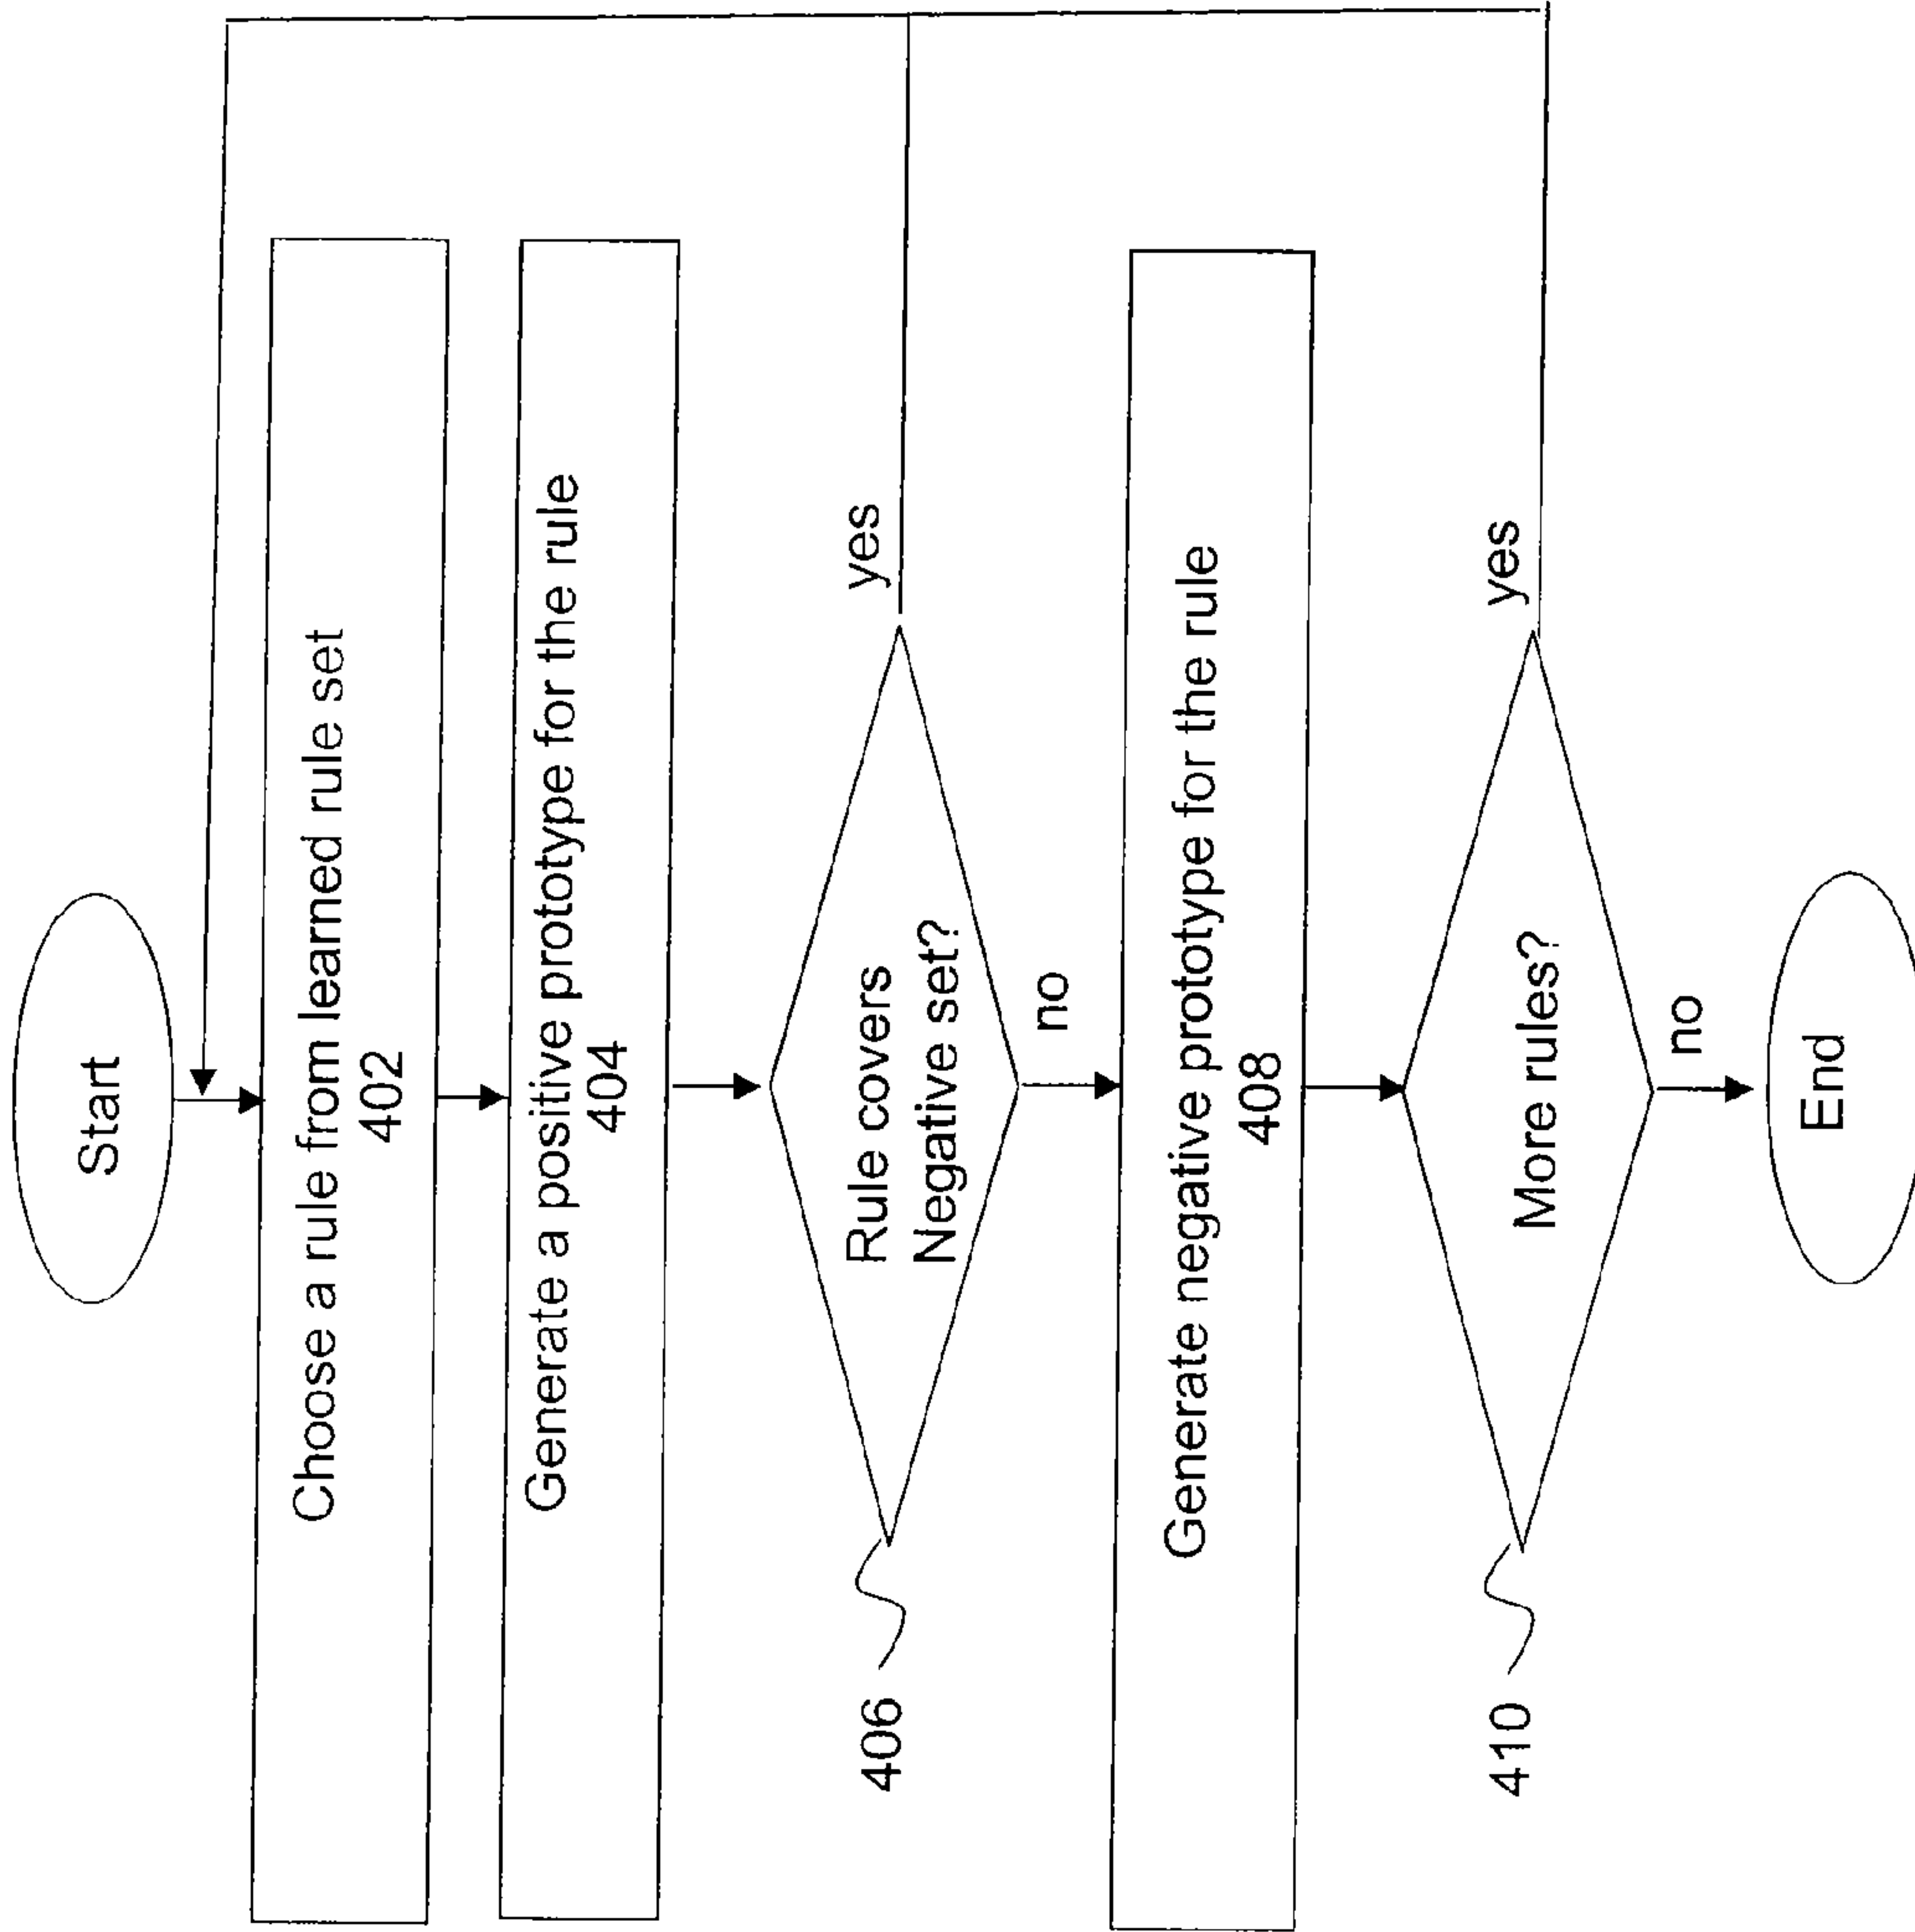 Start
Choose a rule from learned rule set
402
Generate a positive prototype for the rule
404
Rule covers
Negative set?
yes
406
no
Generate negative prototype for the rule
408
More rules?
yes
410
no
End